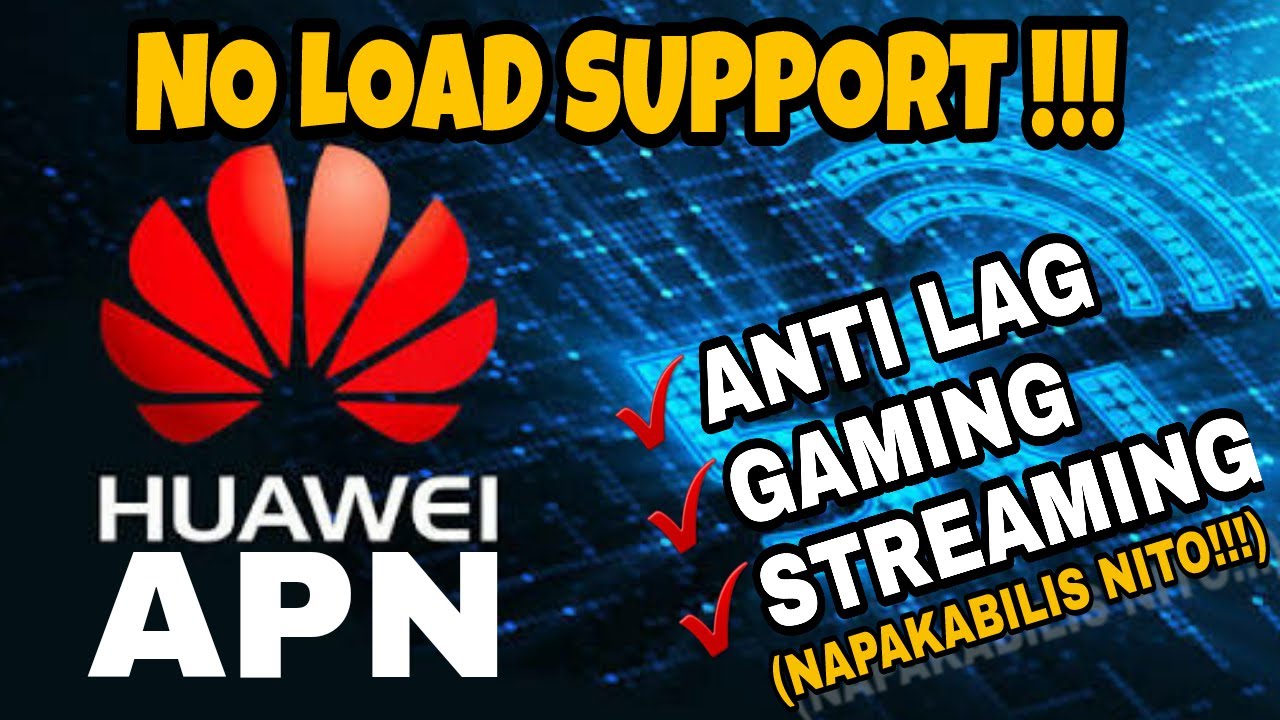 NO LOAD SUPPORT !!!
HUAWEI
APN
ANTI LAG
GAMING
STREAMING
(NAPAKABILIS NITO!!!)